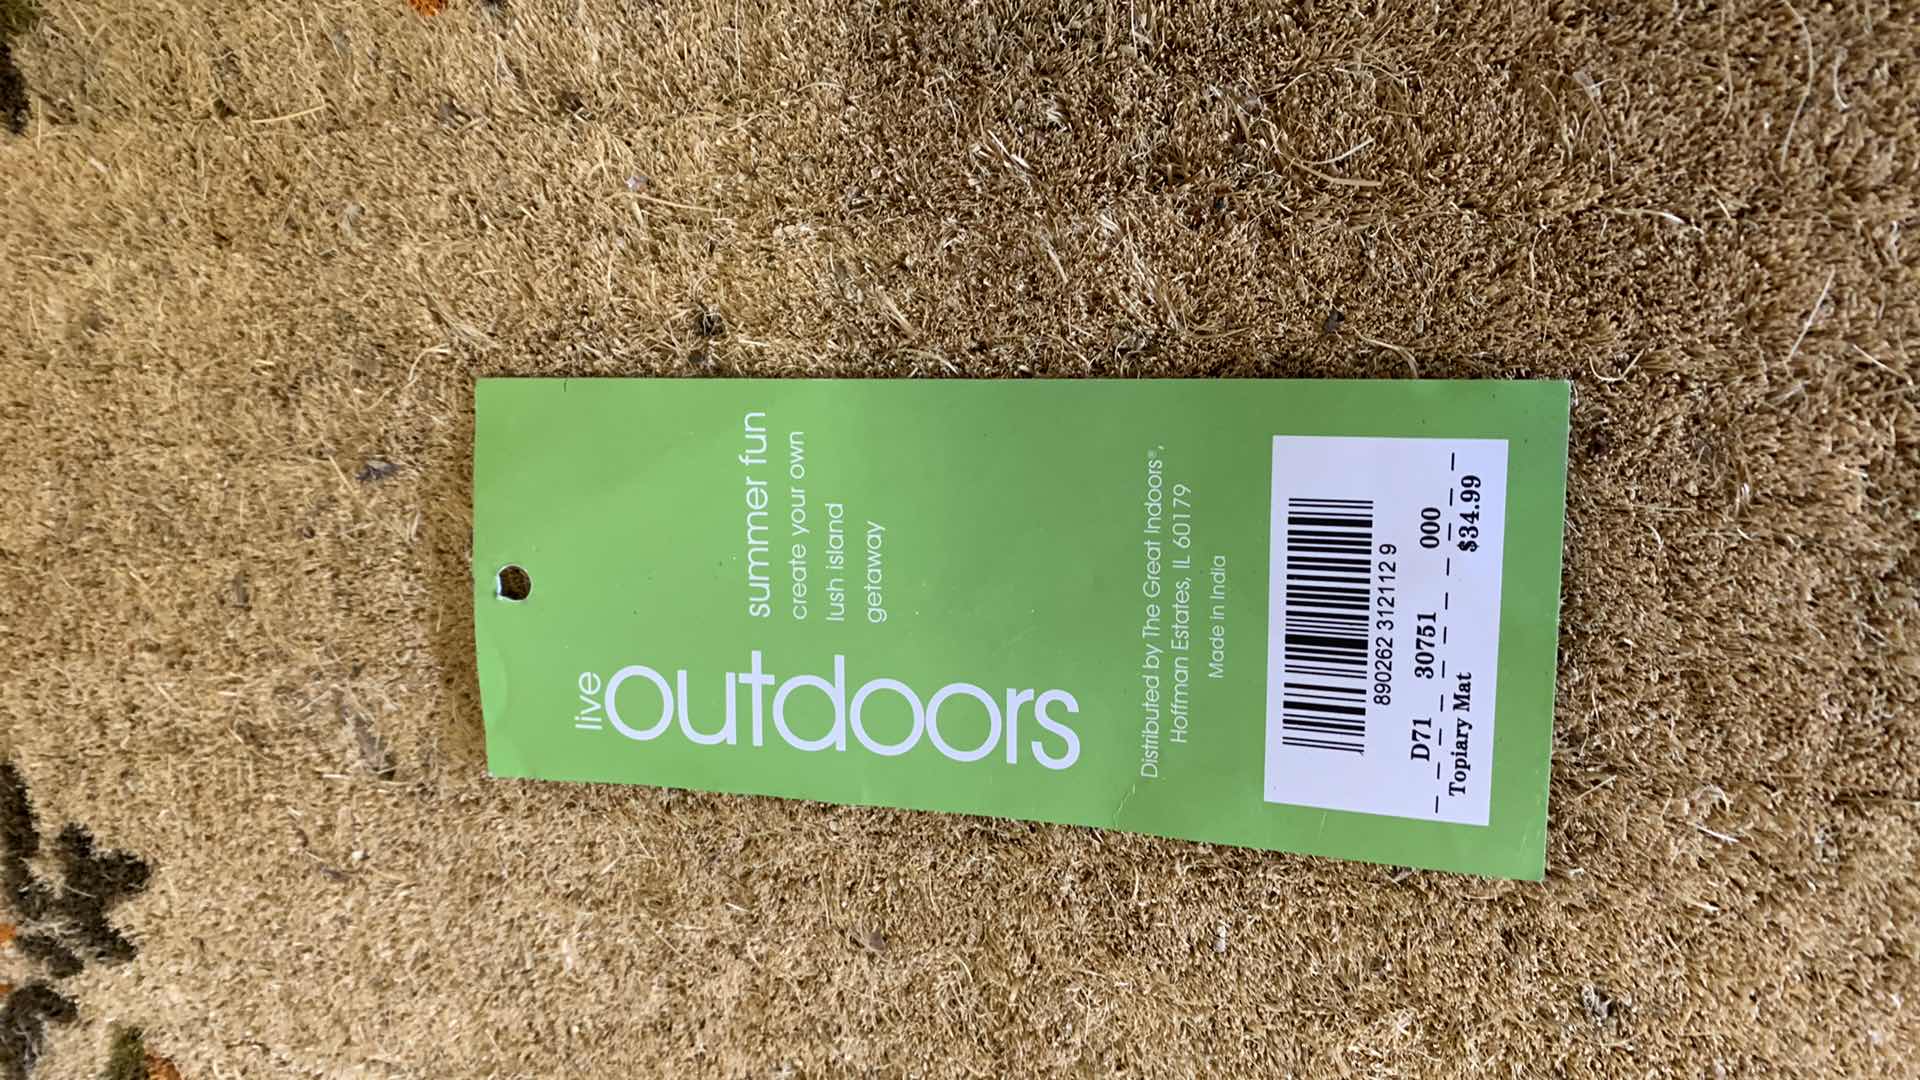 live
outdoors
summer fun
create your own
lush island
getaway
Distributed by The Great Indoors®,
Hoffman Estates, IL 60179
Made in India
890262 312112 9
D71 30751 000
Topiary Mat $34.99